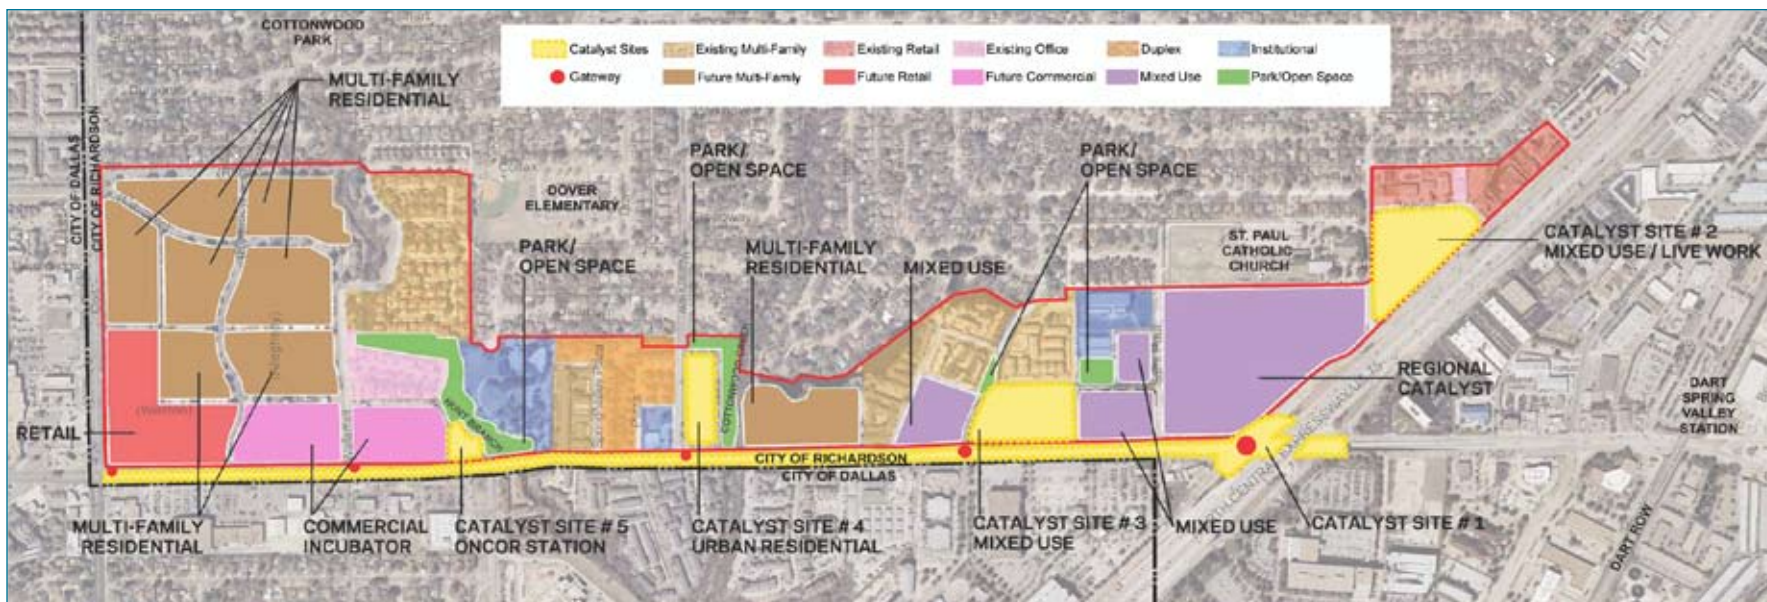 COTTONWOOD
PARK
Catalyst Sites
Existing Multi-Family
Existing Retail
Existing Office
Duplex
Institutional
Gateway
Future Multi-Family
Future Retail
Future Commercial
Mixed Use
Park/Open Space
MULTI-FAMILY
RESIDENTIAL
CITY OF DALLAS
CITY OF RICHARDSON
PARK/
OPEN SPACE
PARK/
OPEN SPACE
DOVER
ELEMENTARY
PARK/
OPEN SPACE
MULTI-FAMILY
RESIDENTIAL
MIXED USE
ST. PAUL
CATHOLIC
CHURCH
CATALYST SITE # 2
MIXED USE / LIVE WORK
REGIONAL
CATALYST
DART
SPRING
VALLEY
STATION
RETAIL
HUNT BRANCH
CITY OF RICHARDSON
CITY OF DALLAS
MULTI-FAMILY
RESIDENTIAL
COMMERCIAL
INCUBATOR
CATALYST SITE # 5
ONCOR STATION
CATALYST SITE # 4
URBAN RESIDENTIAL
CATALYST SITE # 3
MIXED USE
MIXED USE
CATALYST SITE # 1
DART ROW